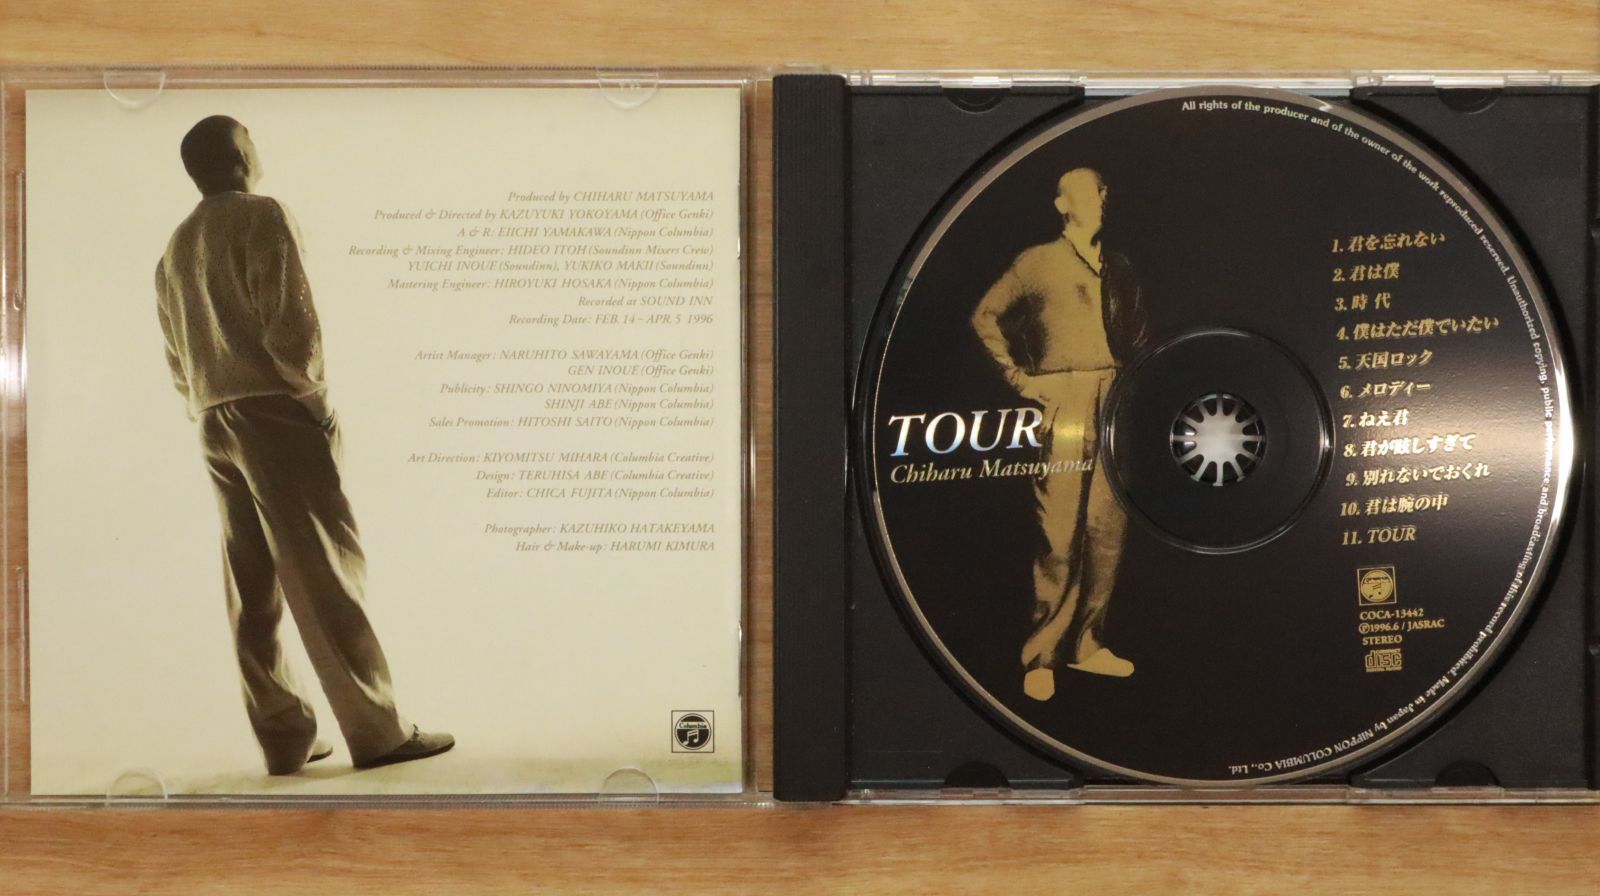 Produced by CHIHARU MATSUYAMA
Produced & Directed by KAZUYUKI YOKOYAMA (Office Genki)
A & R: EIICHI YAMAKAWA (Nippon Columbia)
Recording & Mixing Engineer: HIDEO ITOH (Soundinn Mixers Crew)
YUICHI INOUE (Soundinn), YUKIKO MAKII (Soundinn)
Mastering Engineer: HIROYUKI HOSAKA (Nippon Columbia)
Recorded at SOUND INN
Recording Date: FEB. 14 – APR. 5 1996
Artist Manager: NARUHITO SAWAYAMA (Office Genki)
GEN INOUE (Office Genki)
Publicity: SHINGO NINOMIYA (Nippon Columbia)
SHINJI ABE (Nippon Columbia)
Sales Promotion: HITOSHI SAITO (Nippon Columbia)
Art Direction: KIYOMITSU MIHARA (Columbia Creative)
Design: TERUHISA ABE (Columbia Creative)
Editor: CHICA FUJITA (Nippon Columbia)
Photographer: KAZUHIKO HATAKEYAMA
Hair & Make-up: HARUMI KIMURA
Columbia
All rights of the producer and of the owner of the work reproduced reserved. Unauthorized copying, public performance and broadcasting of this record prohibited. Made in Japan by NIPPON COLUMBIA Co., Ltd.
TOUR
Chiharu Matsuyama
1. 君を忘れない
2. 君は僕
3. 時代
4. 僕はただ僕でいたい
5. 天国ロック
6. メロディー
7. ねえ君
8. 君が眩しすぎて
9. 別れないでおくれ
10. 君は腕の中
11. TOUR
Columbia
COCA-13442
Ⓟ1996.6 / JASRAC
STEREO
COMPACT
disc
DIGITAL AUDIO